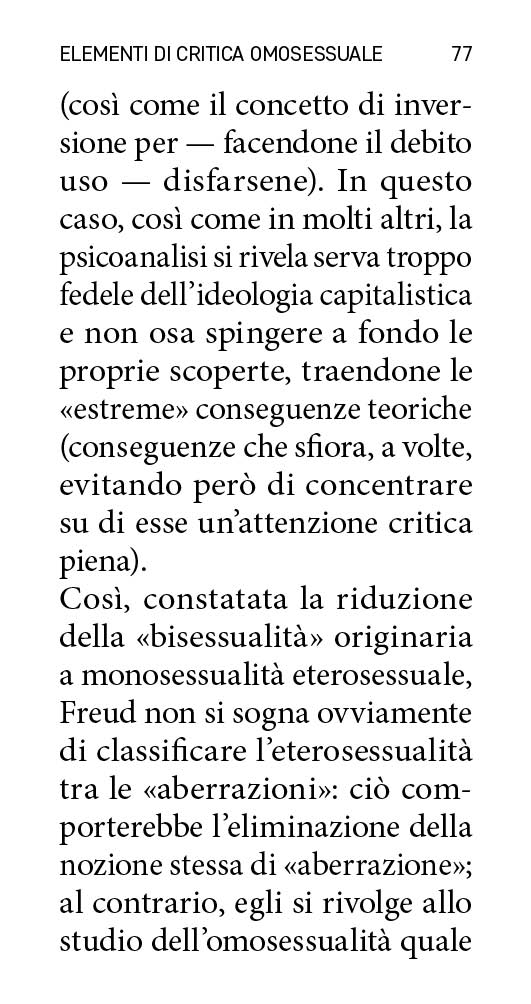 ELEMENTI DI CRITICA OMOSESSUALE 77
(così come il concetto di inver-
sione per — facendone il debito
uso — disfarsene). In questo
caso, così come in molti altri, la
psicoanalisi si rivela serva troppo
fedele dell’ideologia capitalistica
e non osa spingere a fondo le
proprie scoperte, traendone le
«estreme» conseguenze teoriche
(conseguenze che sfiora, a volte,
evitando però di concentrare
su di esse un’attenzione critica
piena).
Così, constatata la riduzione
della «bisessualità» originaria
a monosessualità eterosessuale,
Freud non si sogna ovviamente
di classificare l’eterosessualità
tra le «aberrazioni»: ciò com-
porterebbe l’eliminazione della
nozione stessa di «aberrazione»;
al contrario, egli si rivolge allo
studio dell’omosessualità quale